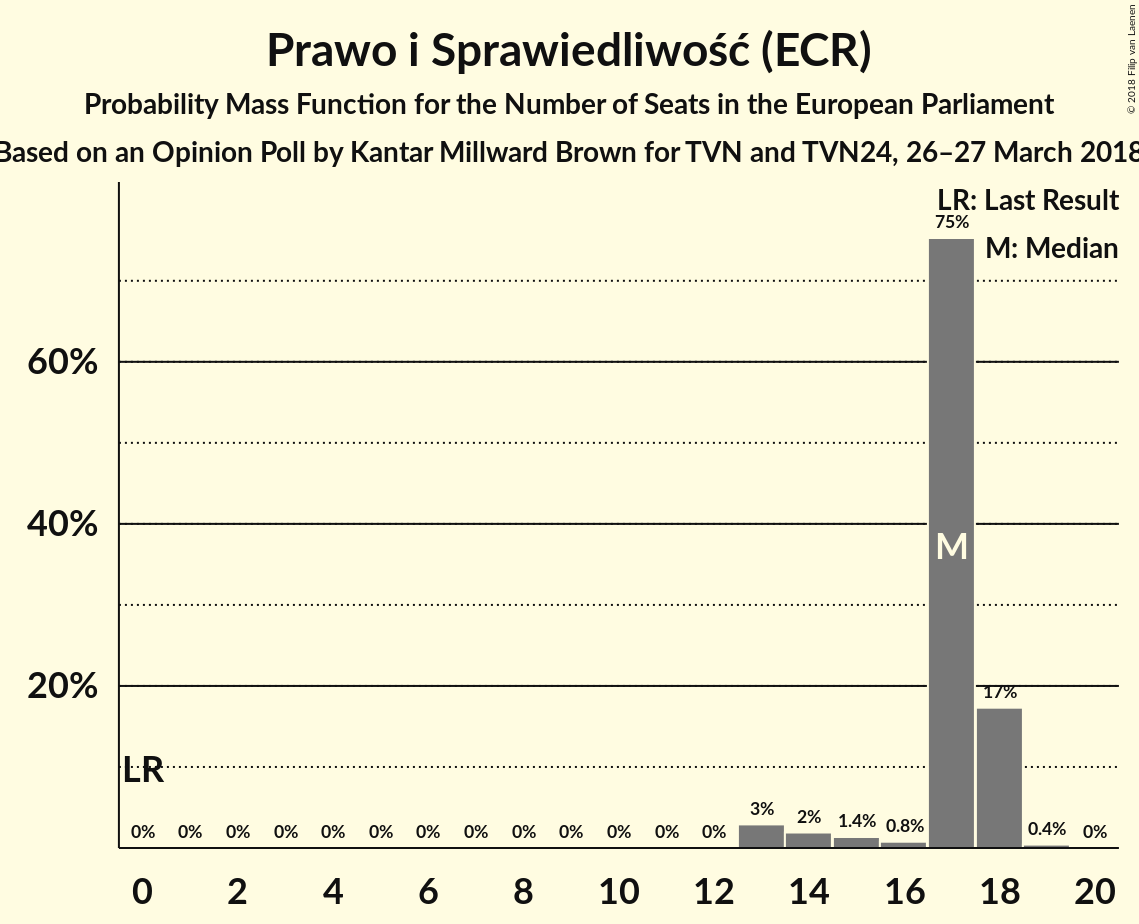 © 2018 Filip van Laenen
Prawo i Sprawiedliwość (ECR)
Probability Mass Function for the Number of Seats in the European Parliament
Based on an Opinion Poll by Kantar Millward Brown for TVN and TVN24, 26–27 March 2018
LR: Last Result
75%
M: Median
60%
40%
M
20%
17%
LR
0% 0% 0% 0% 0% 0% 0% 0% 0% 0% 0% 0% 0% 3% 2% 1.4% 0.8% 0.4% 0%
0 2 4 6 8 10 12 14 16 18 20